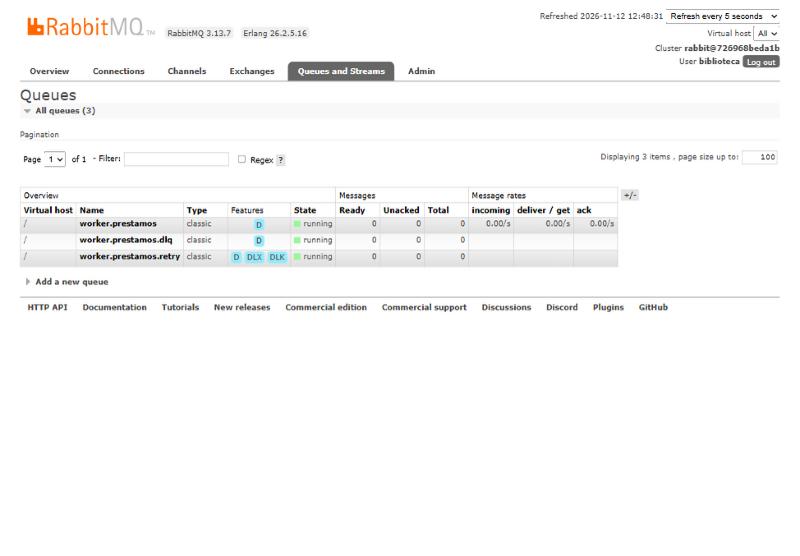 RabbitMQ TM RabbitMQ 3.13.7 Erlang 26.2.5.16
Refreshed 2026-11-12 12:48:31 Refresh every 5 seconds
Virtual host All
Cluster rabbit@726968beda1b
User biblioteca Log out
Overview Connections Channels Exchanges Queues and Streams Admin
Queues
All queues (3)
Pagination
Page 1 of 1 - Filter: Regex ? Displaying 3 items , page size up to: 100
Overview Messages Message rates +/-
Virtual host Name Type Features State Ready Unacked Total incoming deliver / get ack
/ worker.prestamos classic D running 0 0 0 0.00/s 0.00/s 0.00/s
/ worker.prestamos.dlq classic D running 0 0 0
/ worker.prestamos.retry classic D DLX DLK running 0 0 0
Add a new queue
HTTP API Documentation Tutorials New releases Commercial edition Commercial support Discussions Discord Plugins GitHub